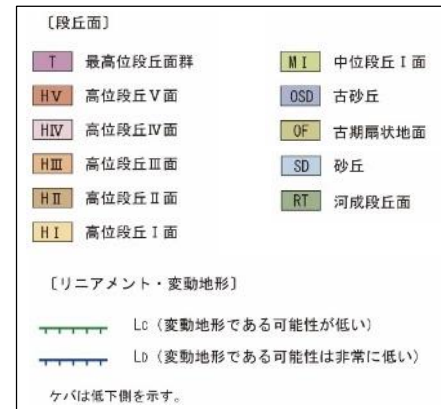 〔段丘面〕
T 最高位段丘面群
HⅤ 高位段丘Ⅴ面
HⅣ 高位段丘Ⅳ面
HⅢ 高位段丘Ⅲ面
HⅡ 高位段丘Ⅱ面
HⅠ 高位段丘Ⅰ面
MⅠ 中位段丘Ⅰ面
OSD 古砂丘
OF 古期扇状地面
SD 砂丘
RT 河成段丘面
〔リニアメント・変動地形〕
LC (変動地形である可能性が低い)
LD (変動地形である可能性は非常に低い)
ケバは低下側を示す。